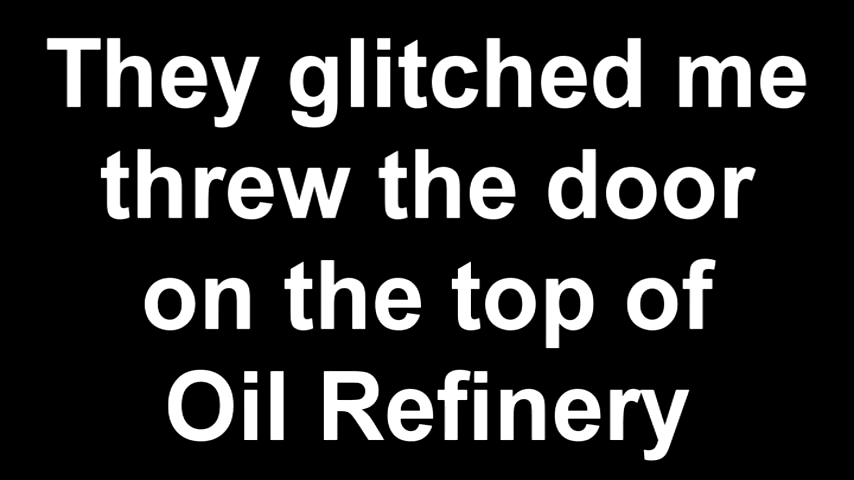 They glitched me
threw the door
on the top of
Oil Refinery